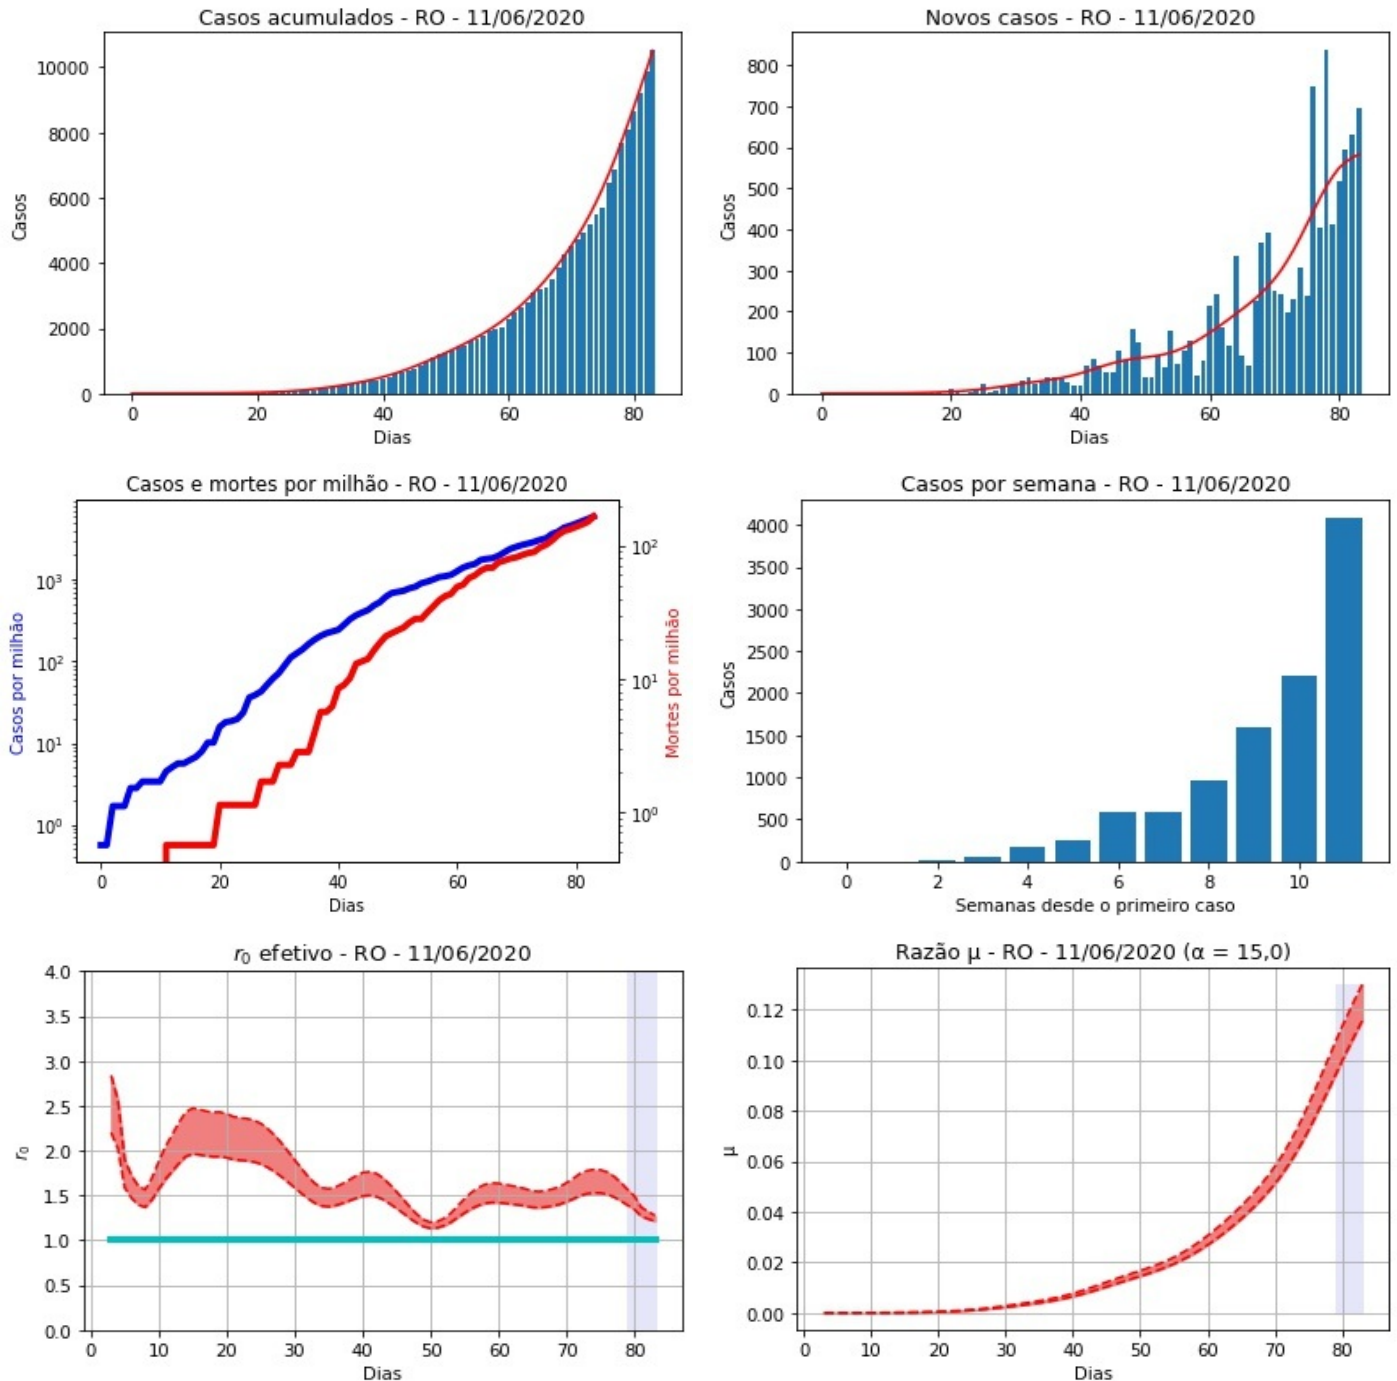 Casos acumulados - RO - 11/06/2020
10000
8000
6000
4000
2000
0
Casos
0 20 40 60 80
Dias
Novos casos - RO - 11/06/2020
800
700
600
500
400
300
200
100
0
Casos
0 20 40 60 80
Dias
Casos e mortes por milhão - RO - 11/06/2020
10³
10²
10¹
10⁰
Casos por milhão
10²
10¹
10⁰
Mortes por milhão
0 20 40 60 80
Dias
Casos por semana - RO - 11/06/2020
4000
3500
3000
2500
2000
1500
1000
500
0
Casos
0 2 4 6 8 10
Semanas desde o primeiro caso
r₀ efetivo - RO - 11/06/2020
4.0
3.5
3.0
2.5
2.0
1.5
1.0
0.5
0.0
r₀
0 10 20 30 40 50 60 70 80
Dias
Razão μ - RO - 11/06/2020 (α = 15,0)
0.12
0.10
0.08
0.06
0.04
0.02
0.00
μ
0 10 20 30 40 50 60 70 80
Dias